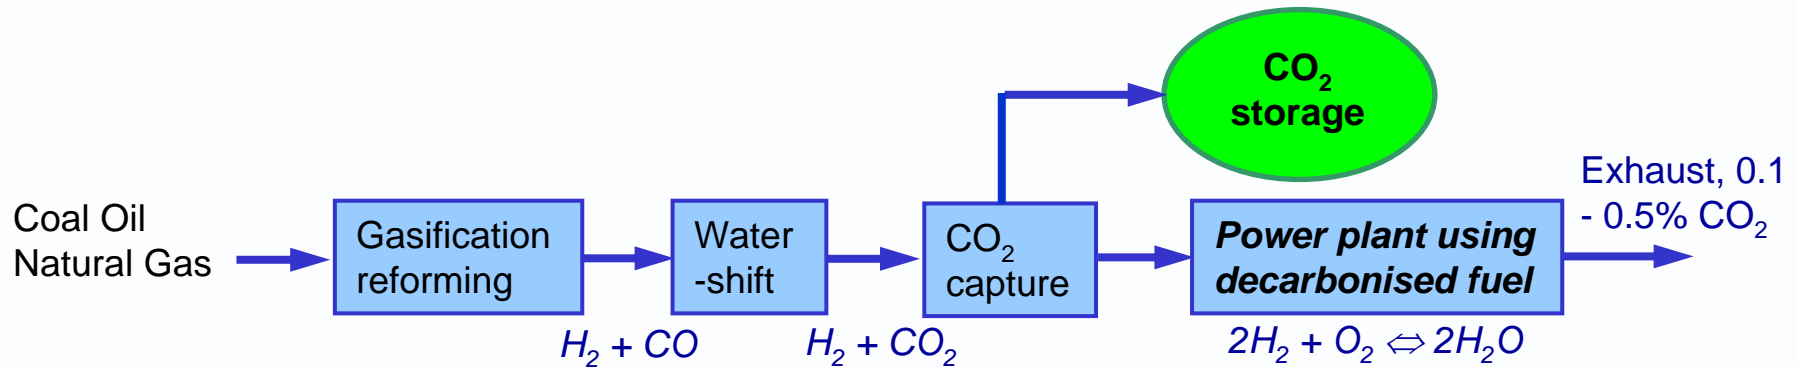 CO₂
storage
Coal Oil
Natural Gas
Gasification
reforming
Water
-shift
CO₂
capture
Power plant using
decarbonised fuel
Exhaust, 0.1
- 0.5% CO₂
H₂ + CO
H₂ + CO₂
2H₂ + O₂ ⇔ 2H₂O